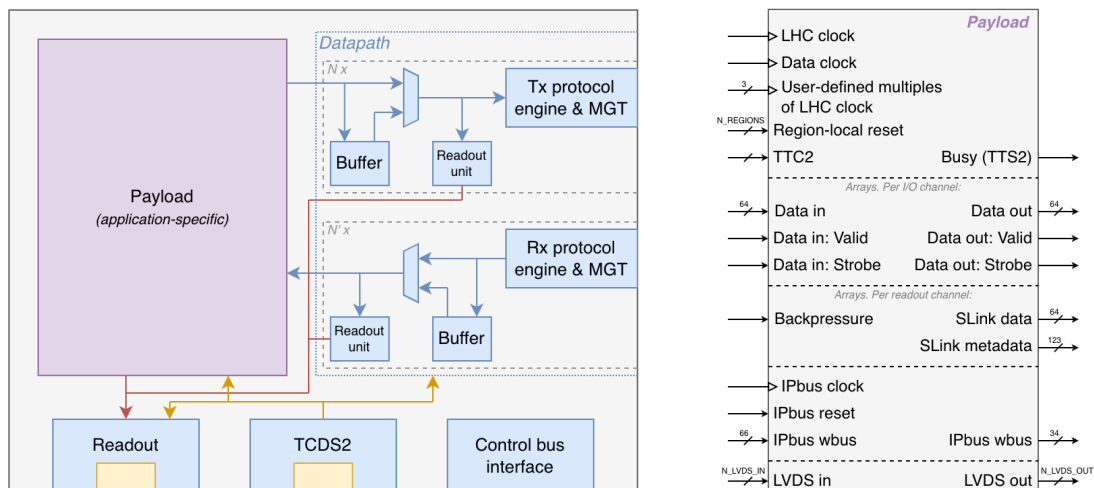 Datapath
N x
Tx protocol
engine & MGT
Buffer
Readout
unit
Payload
(application-specific)
N' x
Rx protocol
engine & MGT
Readout
unit
Buffer
Readout
TCDS2
Control bus
interface
Payload
LHC clock
Data clock
3
User-defined multiples
of LHC clock
N_REGIONS
Region-local reset
TTC2
Busy (TTS2)
Arrays. Per I/O channel:
64
Data in
Data out
64
Data in: Valid
Data out: Valid
Data in: Strobe
Data out: Strobe
Arrays. Per readout channel:
Backpressure
SLink data
64
SLink metadata
123
IPbus clock
IPbus reset
66
IPbus wbus
IPbus wbus
34
N_LVDS_IN
LVDS in
LVDS out
N_LVDS_OUT